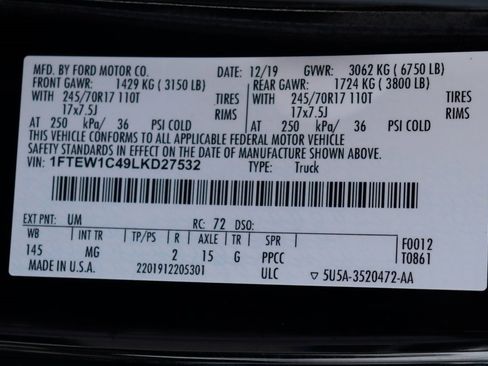 MFD. BY FORD MOTOR CO. DATE: 12/19 GVWR: 3062 KG ( 6750 LB)
FRONT GAWR: 1429 KG ( 3150 LB) REAR GAWR: 1724 KG ( 3800 LB)
WITH 245/70R17 110T TIRES WITH 245/70R17 110T TIRES
17x7.5J RIMS 17x7.5J RIMS
AT 250 kPa/ 36 PSI COLD AT 250 kPa/ 36 PSI COLD
THIS VEHICLE CONFORMS TO ALL APPLICABLE FEDERAL MOTOR VEHICLE
SAFETY STANDARDS IN EFFECT ON THE DATE OF MANUFACTURE SHOWN ABOVE.
VIN: 1FTEW1C49LKD27532 TYPE: Truck
EXT PNT: UM RC: 72 DSO:
WB INT TR TP/PS R AXLE TR SPR F0012
145 MG 2 15 G PPCC T0861
MADE IN U.S.A. 2201912205301 ULC ▽ 5U5A-3520472-AA